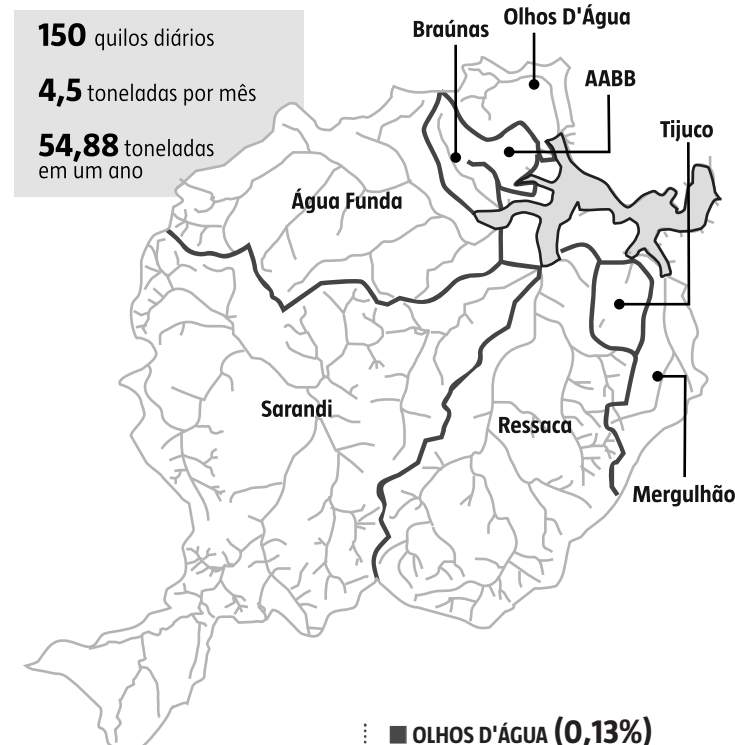 150 quilos diários
4,5 toneladas por mês
54,88 toneladas
em um ano
Braúnas
Olhos D'Água
AABB
Tijuco
Água Funda
Sarandi
Ressaca
Mergulhão
OLHOS D'ÁGUA (0,13%)